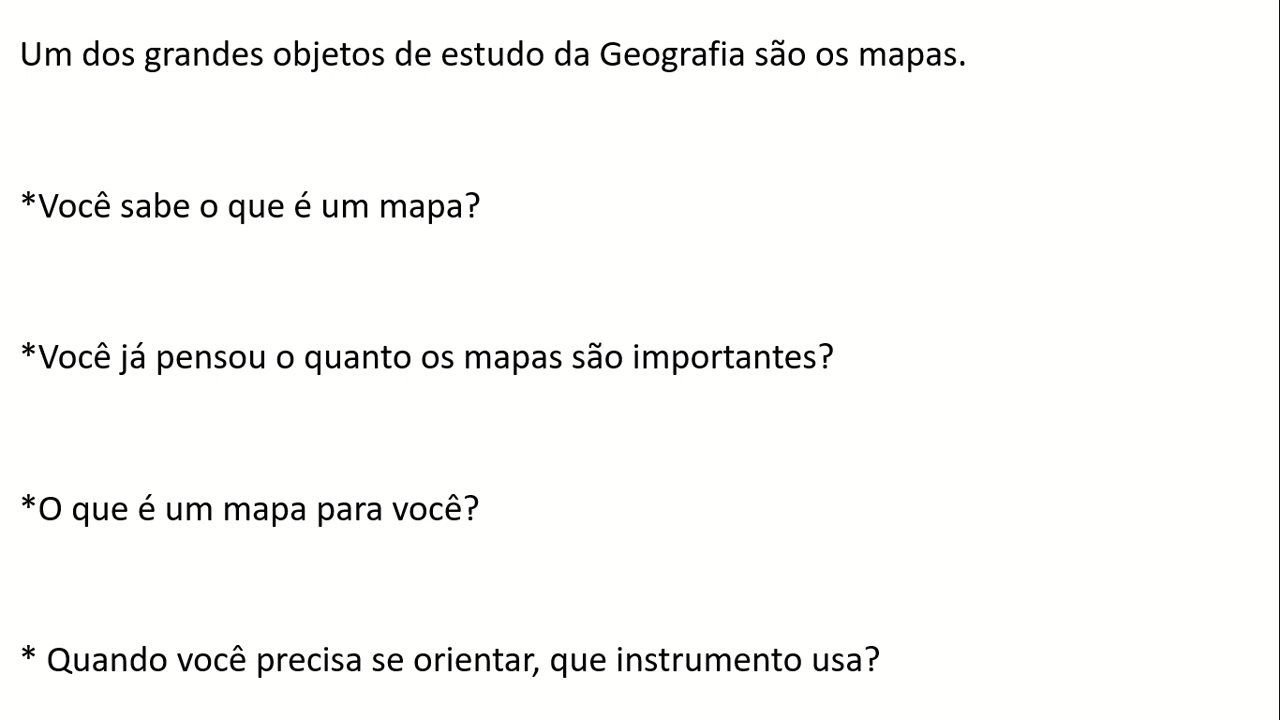 Um dos grandes objetos de estudo da Geografia são os mapas.
*Você sabe o que é um mapa?
*Você já pensou o quanto os mapas são importantes?
*O que é um mapa para você?
* Quando você precisa se orientar, que instrumento usa?